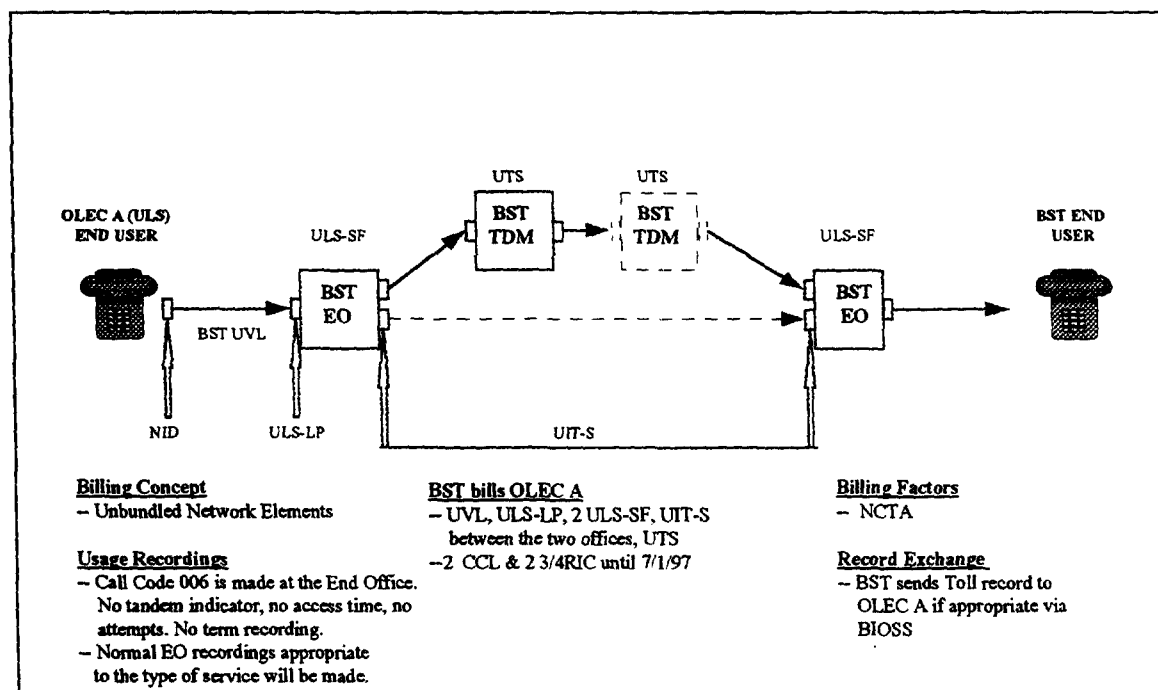 UTS
UTS
OLEC A (ULS)
END USER
ULS-SF
BST
TDM
BST
TDM
ULS-SF
BST END
USER
BST
EO
BST
EO
BST UVL
NID
ULS-LP
UIT-S
Billing Concept
-- Unbundled Network Elements
Usage Recordings
-- Call Code 006 is made at the End Office.
No tandem indicator, no access time, no
attempts. No term recording.
-- Normal EO recordings appropriate
to the type of service will be made.
BST bills OLEC A
-- UVL, ULS-LP, 2 ULS-SF, UIT-S
between the two offices, UTS
--2 CCL & 2 3/4RIC until 7/1/97
Billing Factors
-- NCTA
Record Exchange
-- BST sends Toll record to
OLEC A if appropriate via
BIOSS